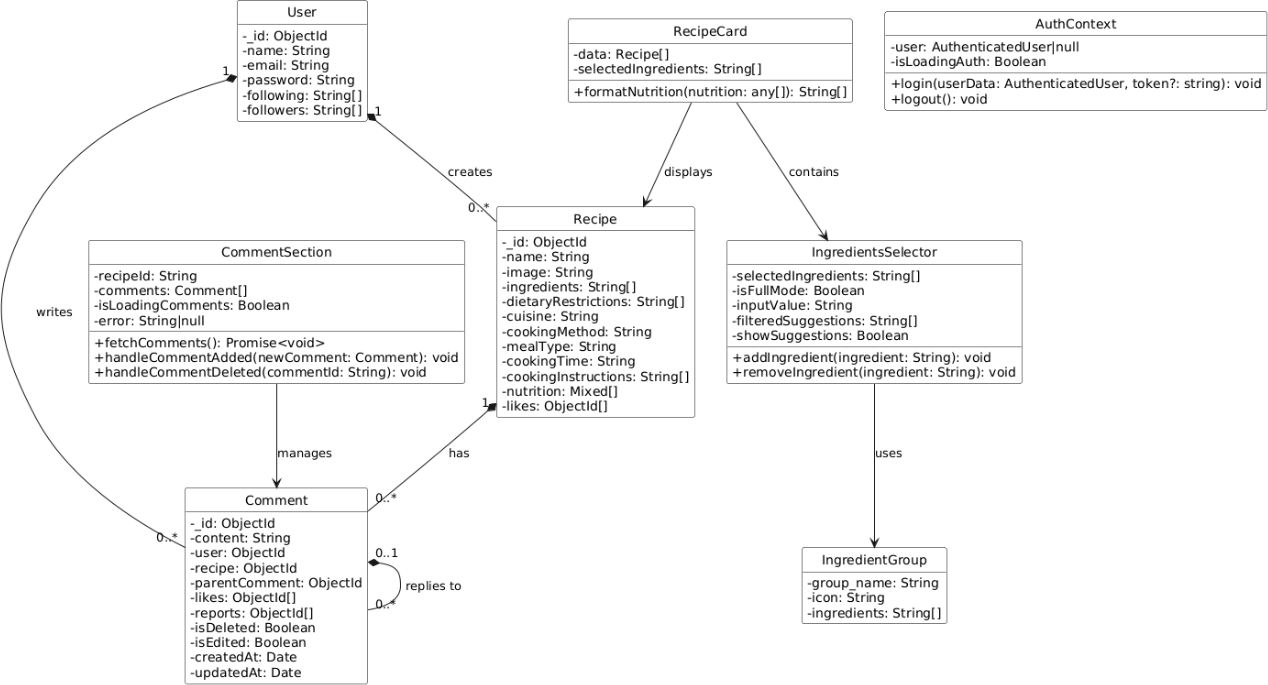 User
-_id: ObjectId
-name: String
-email: String
-password: String
-following: String[]
-followers: String[]
RecipeCard
-data: Recipe[]
-selectedIngredients: String[]
+formatNutrition(nutrition: any[]): String[]
AuthContext
-user: AuthenticatedUser|null
-isLoadingAuth: Boolean
+login(userData: AuthenticatedUser, token?: string): void
+logout(): void
1
1
creates
displays
contains
0..*
Recipe
-_id: ObjectId
-name: String
-image: String
-ingredients: String[]
-dietaryRestrictions: String[]
-cuisine: String
-cookingMethod: String
-mealType: String
-cookingTime: String
-cookingInstructions: String[]
-nutrition: Mixed[]
-likes: ObjectId[]
writes
CommentSection
-recipeId: String
-comments: Comment[]
-isLoadingComments: Boolean
-error: String|null
+fetchComments(): Promise<void>
+handleCommentAdded(newComment: Comment): void
+handleCommentDeleted(commentId: String): void
IngredientsSelector
-selectedIngredients: String[]
-isFullMode: Boolean
-inputValue: String
-filteredSuggestions: String[]
-showSuggestions: Boolean
+addIngredient(ingredient: String): void
+removeIngredient(ingredient: String): void
1
manages
has
uses
0..*
0..*
Comment
-_id: ObjectId
-content: String
-user: ObjectId
-recipe: ObjectId
-parentComment: ObjectId
-likes: ObjectId[]
-reports: ObjectId[]
-isDeleted: Boolean
-isEdited: Boolean
-createdAt: Date
-updatedAt: Date
0..1
replies to
0..*
IngredientGroup
-group_name: String
-icon: String
-ingredients: String[]